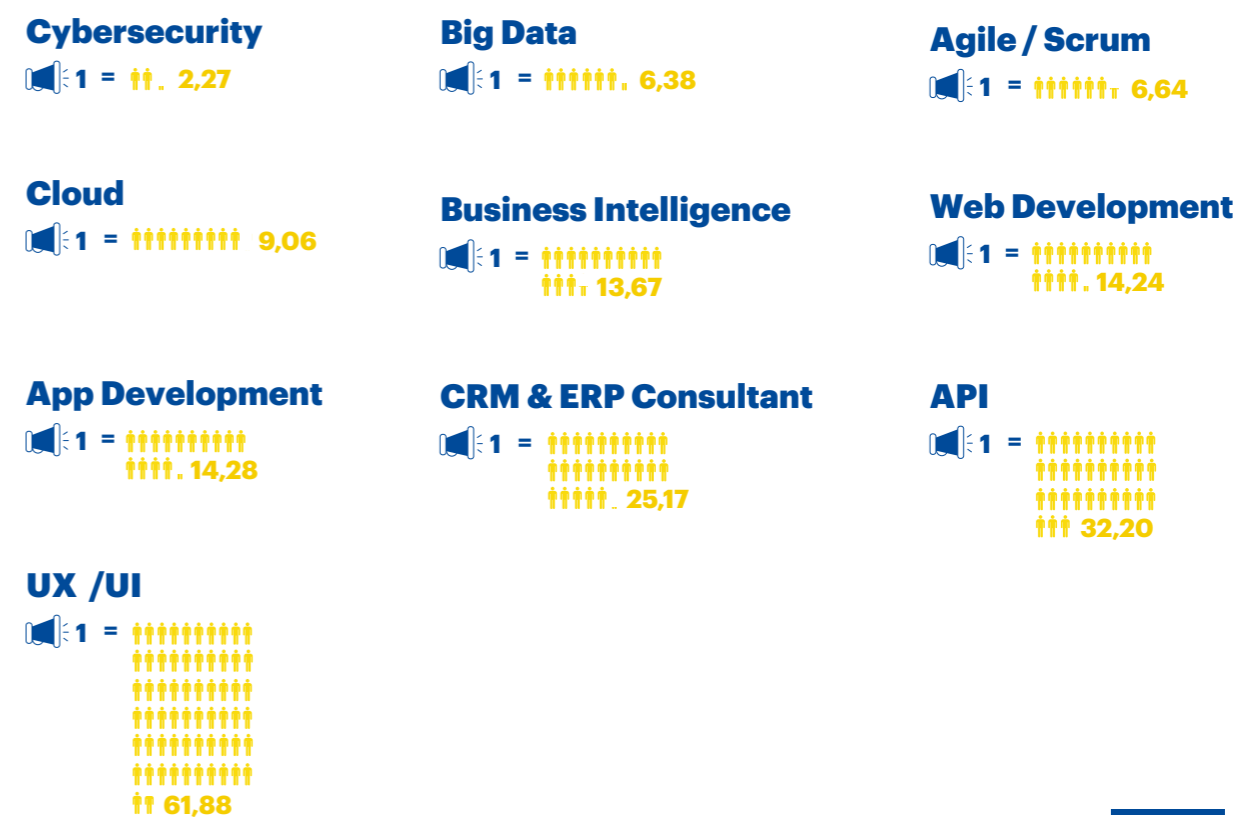 Cybersecurity
1 = 2,27
Big Data
1 = 6,38
Agile / Scrum
1 = 6,64
Cloud
1 = 9,06
Business Intelligence
1 =
13,67
Web Development
1 =
14,24
App Development
1 =
14,28
CRM & ERP Consultant
1 =
25,17
API
1 =
32,20
UX /UI
1 =
61,88